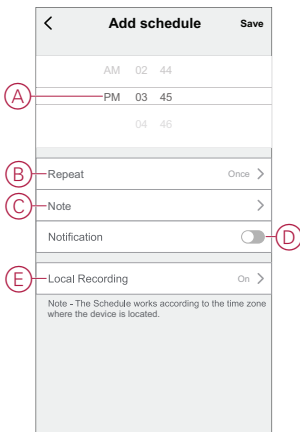 Add schedule Save
AM 02 44
A PM 03 45
04 46
B Repeat Once
C Note
Notification D
E Local Recording On
Note - The Schedule works according to the time zone
where the device is located.